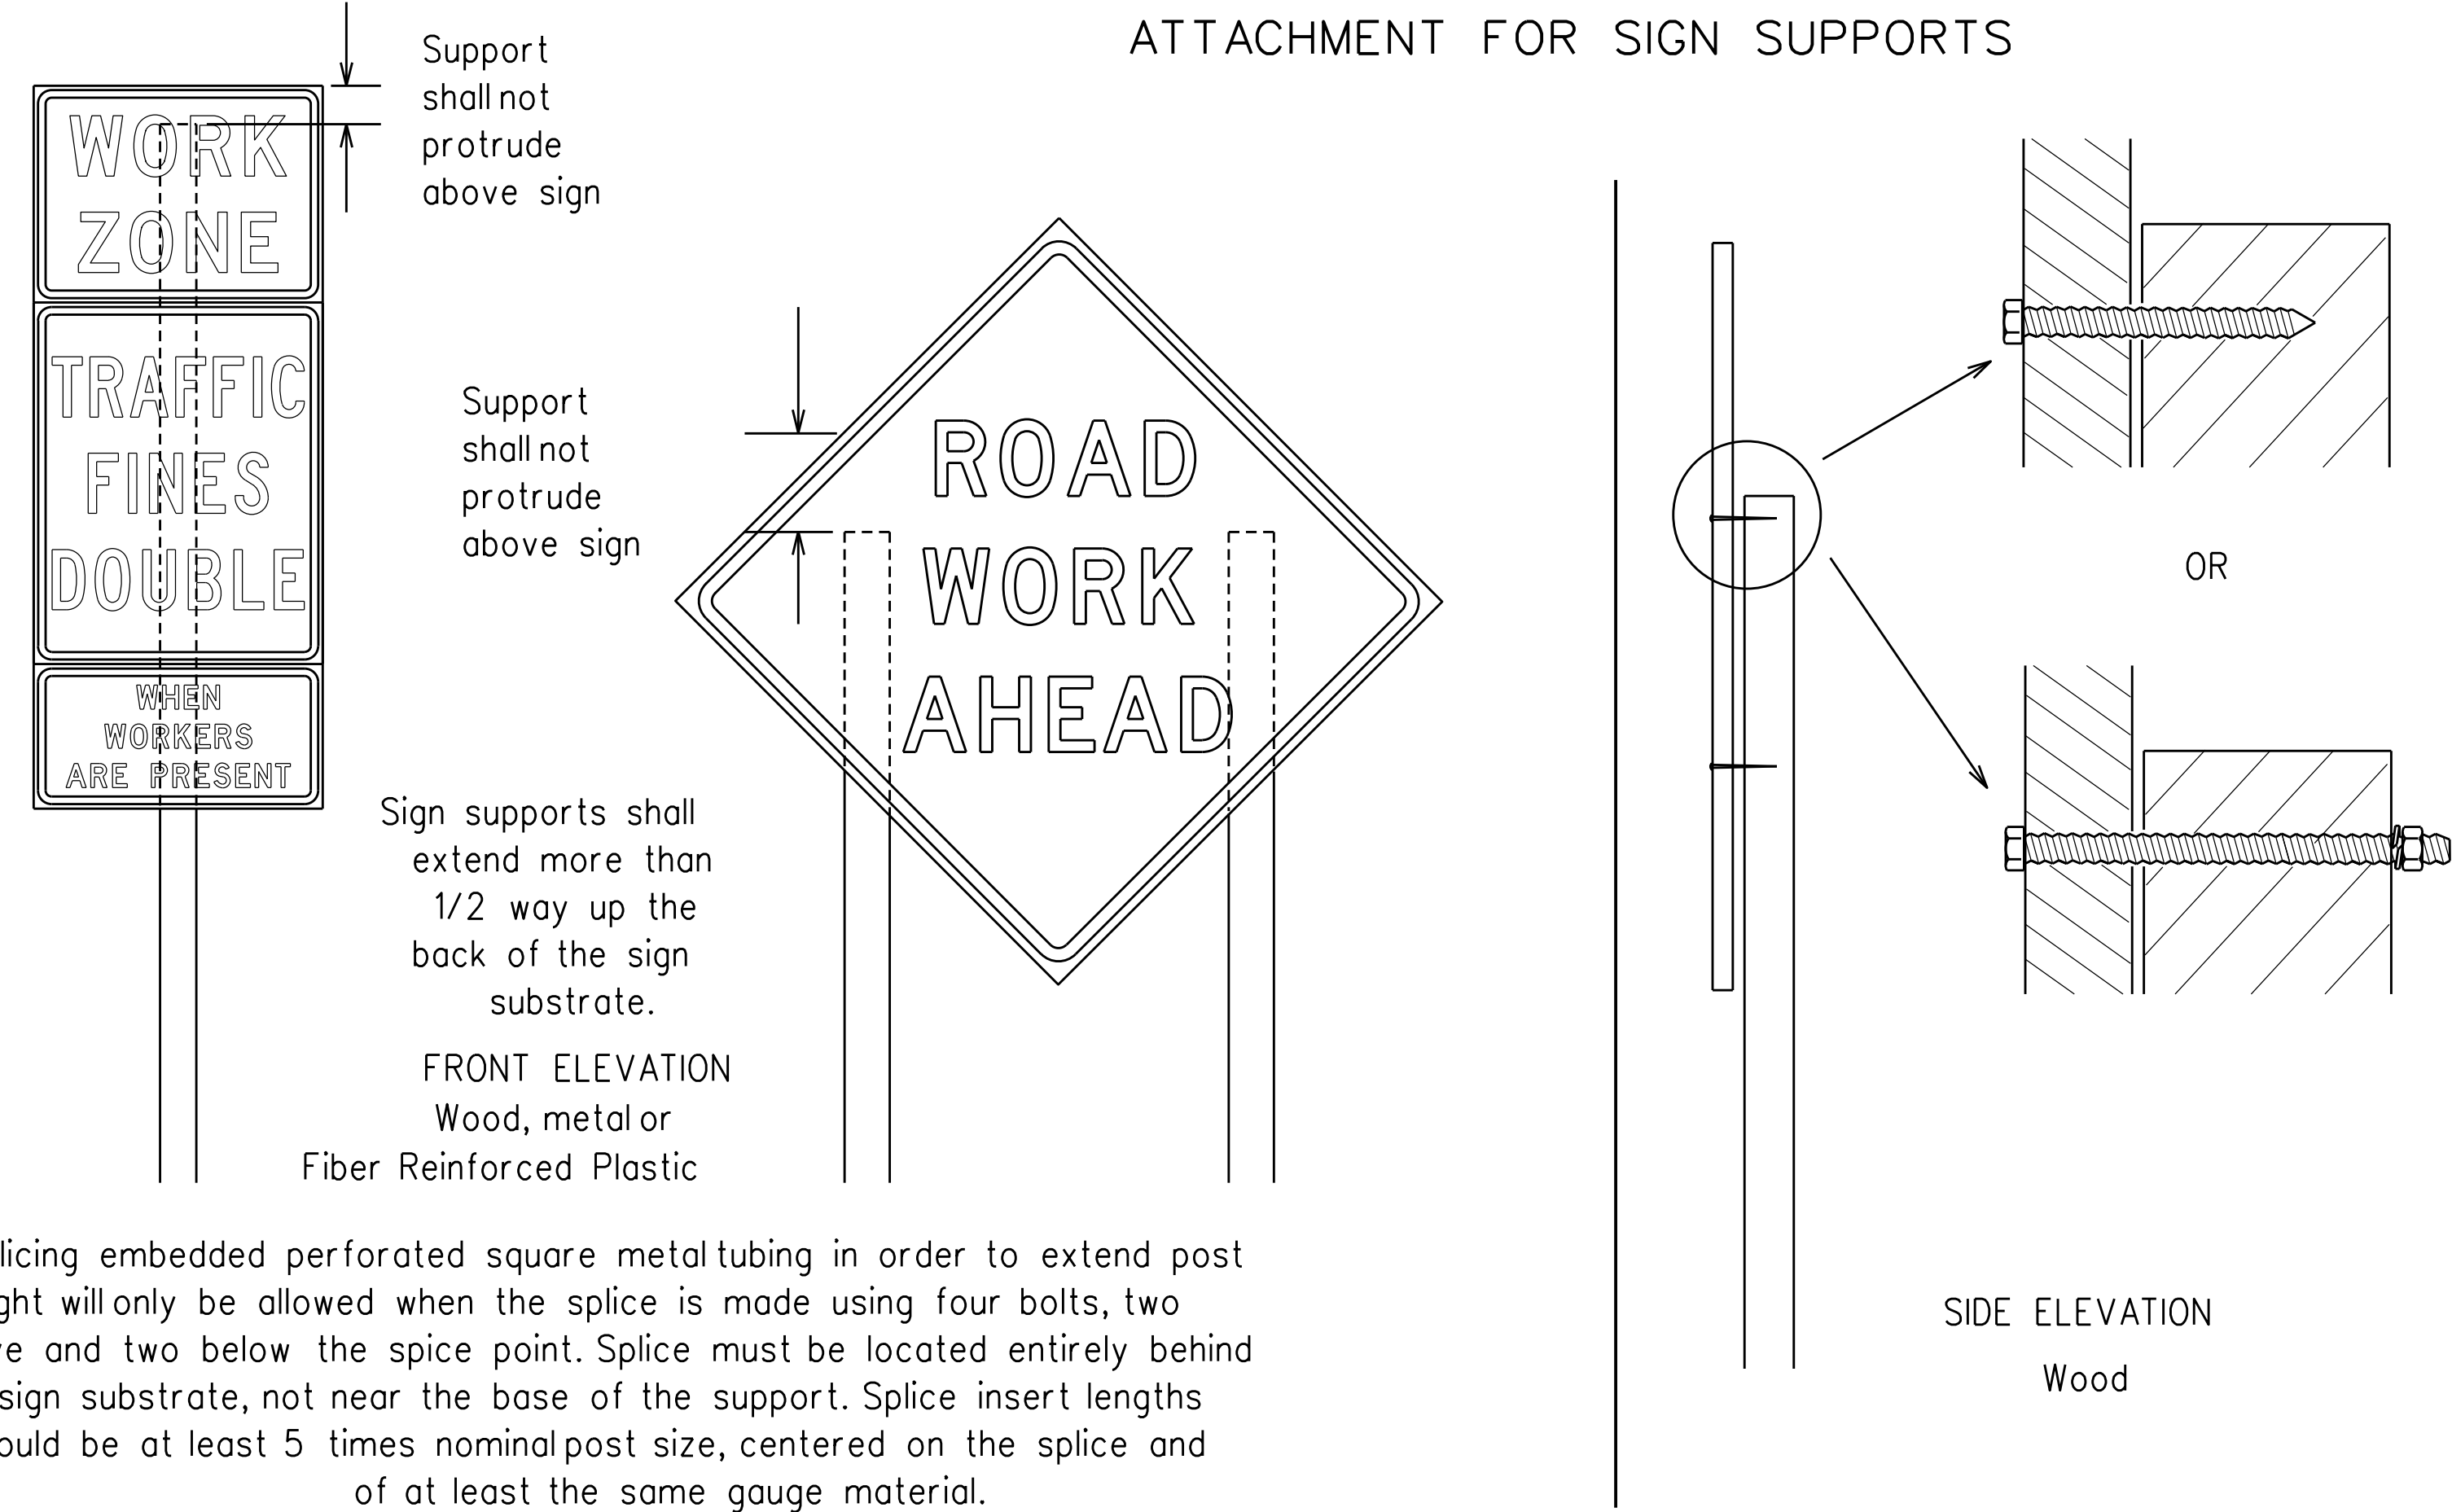 ATTACHMENT FOR SIGN SUPPORTS
Support
shall not
protrude
above sign
WORK
ZONE
TRAFFIC
FINES
DOUBLE
WHEN
WORKERS
ARE PRESENT
Support
shall not
protrude
above sign
ROAD
WORK
AHEAD
Sign supports shall
extend more than
1/2 way up the
back of the sign
substrate.
FRONT ELEVATION
Wood, metal or
Fiber Reinforced Plastic
licing embedded perforated square metal tubing in order to extend post
ght will only be allowed when the splice is made using four bolts, two
ve and two below the spice point. Splice must be located entirely behind
sign substrate, not near the base of the support. Splice insert lengths
ould be at least 5 times nominal post size, centered on the splice and
of at least the same gauge material.
OR
SIDE ELEVATION
Wood